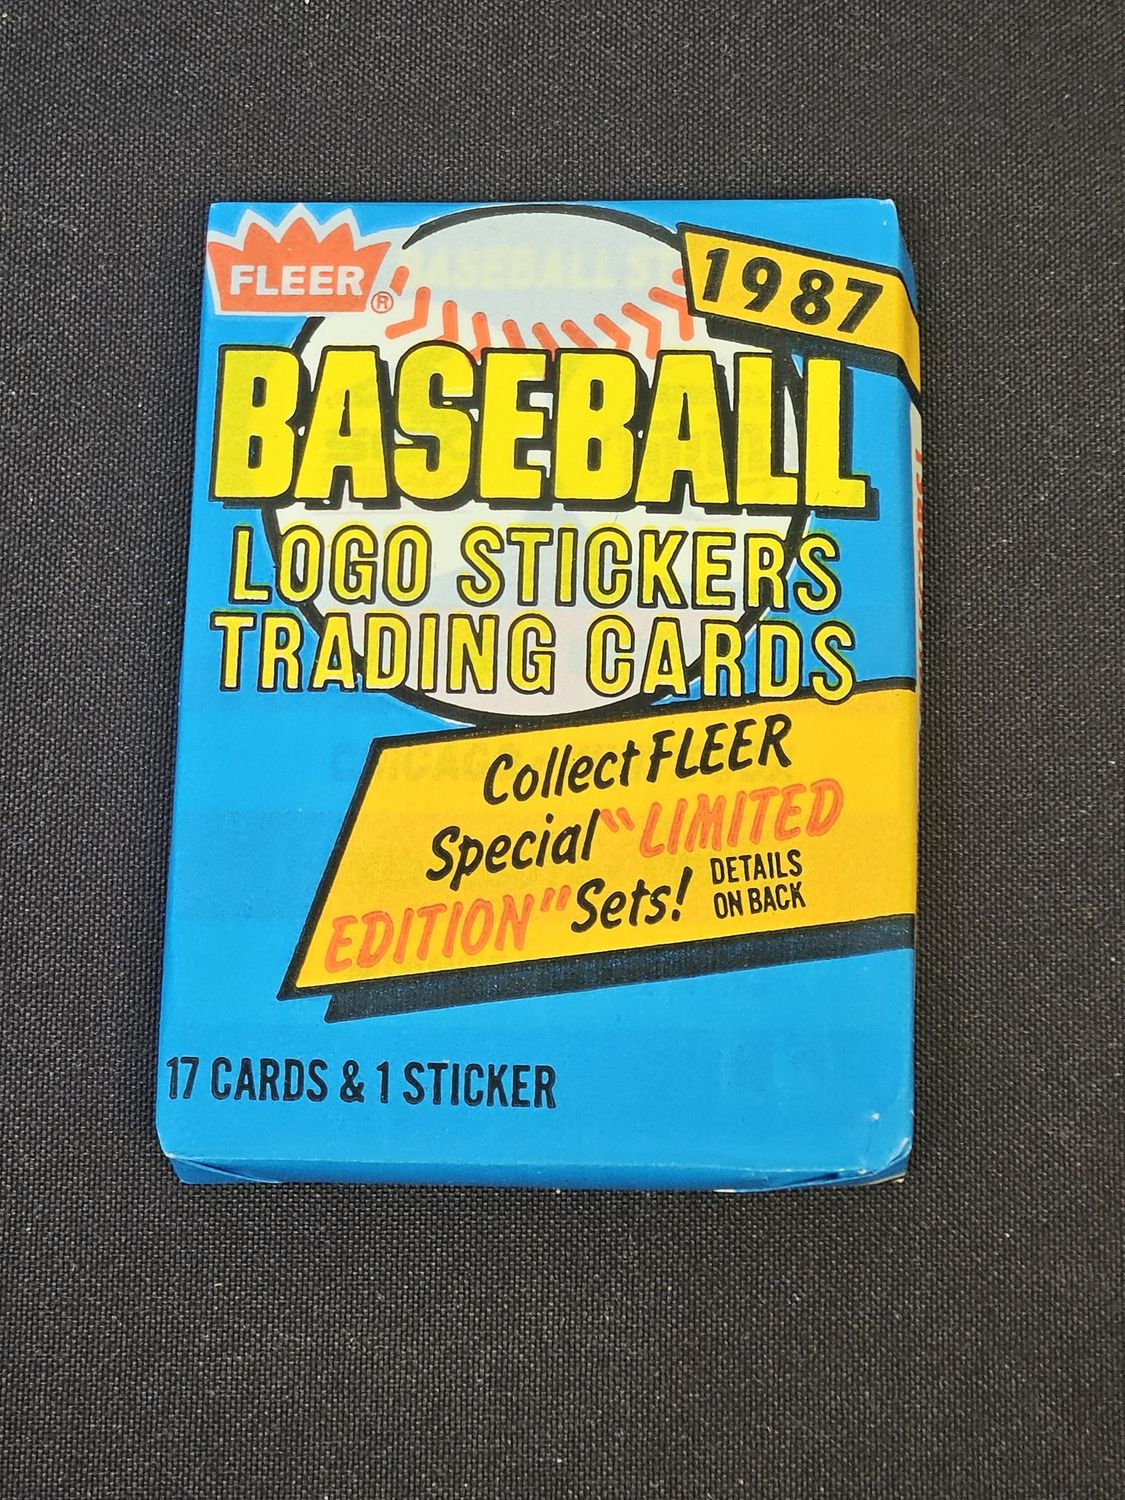 FLEER®
1987
BASEBALL
LOGO STICKERS
TRADING CARDS
Collect FLEER
Special "LIMITED
EDITION" Sets! DETAILS
ON BACK
17 CARDS & 1 STICKER